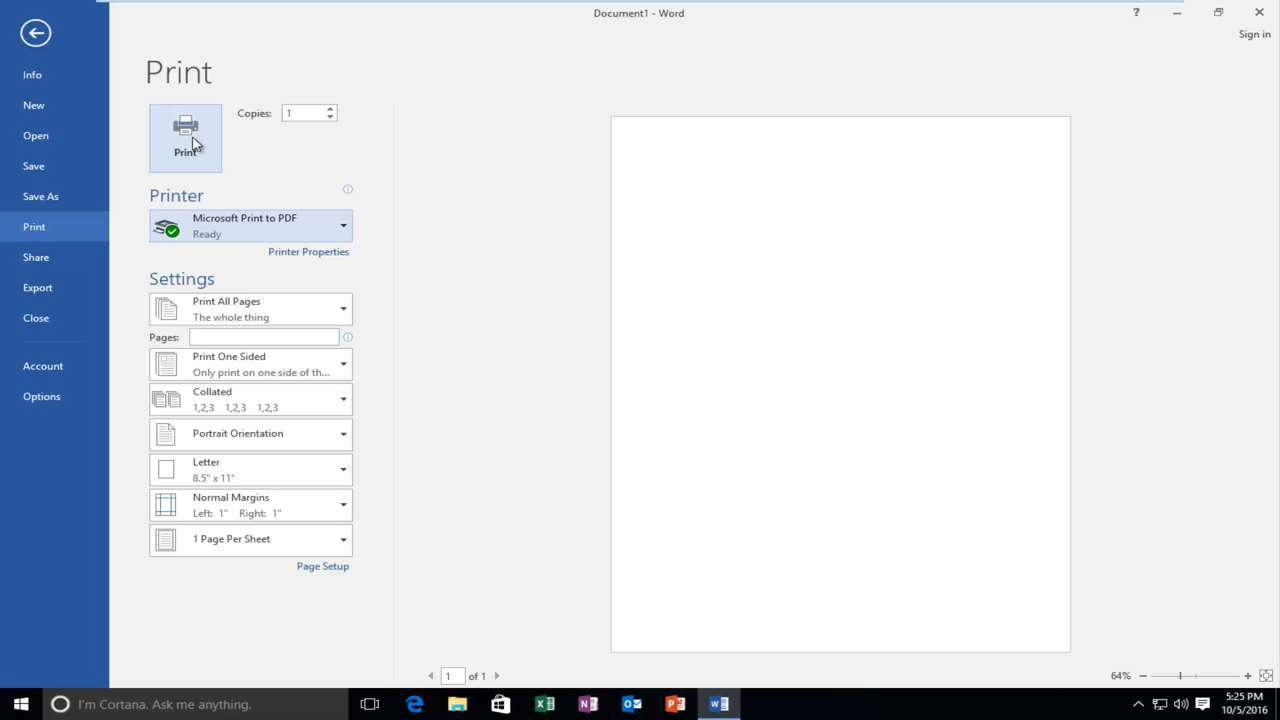 Document1 - Word
?
Sign in
Info
New
Open
Save
Save As
Print
Share
Export
Close
Account
Options
Print
Print
Copies: 1
Printer
Microsoft Print to PDF
Ready
Printer Properties
Settings
Print All Pages
The whole thing
Pages:
Print One Sided
Only print on one side of th...
Collated
1,2,3 1,2,3 1,2,3
Portrait Orientation
Letter
8.5" x 11"
Normal Margins
Left: 1" Right: 1"
1 Page Per Sheet
Page Setup
1 of 1
64%
I'm Cortana. Ask me anything.
5:25 PM
10/5/2016